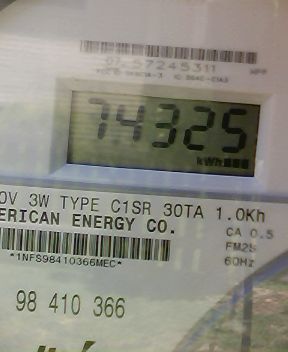 57245311
74325
kWh
0V 3W TYPE C1SR 30TA 1.0Kh
ERICAN ENERGY CO.
CA 0.5
FM2S
60Hz
*1NFS98410366MEC*
98 410 366